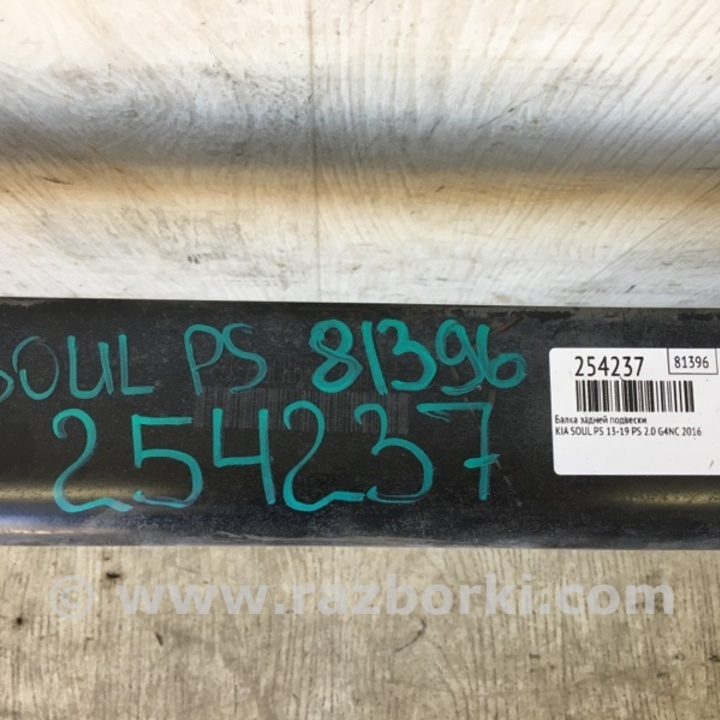 SOUL PS 81396
254237
254237 81396
Балка задней подвески
KIA SOUL PS 13-19 PS 2.0 G4NC 2016
© www.razborki.com